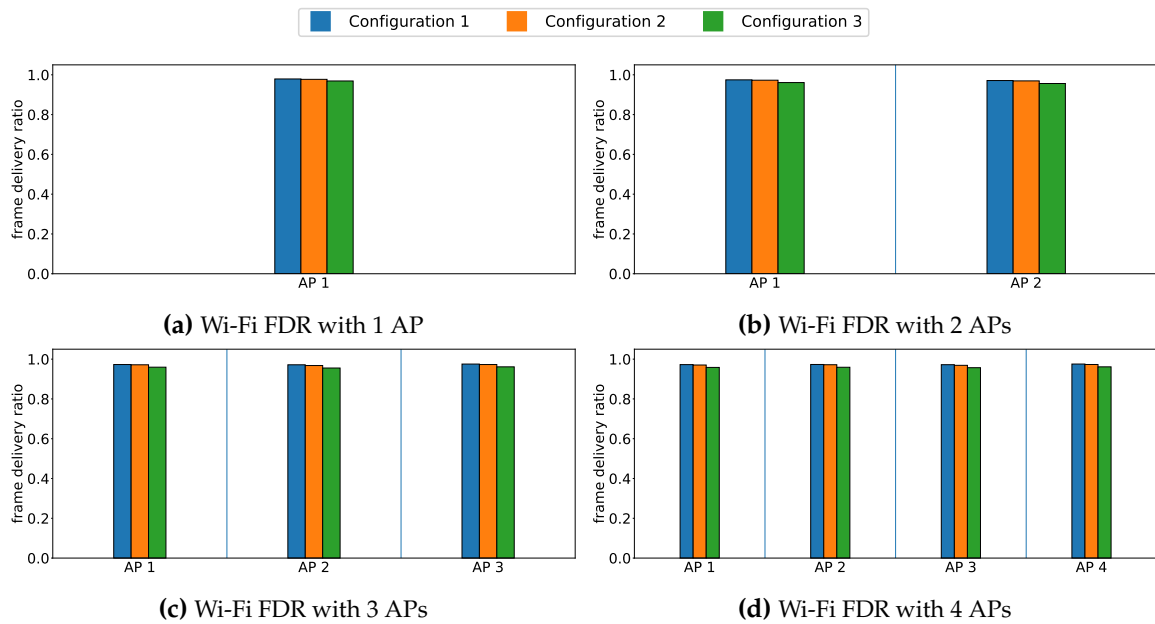 Configuration 1 Configuration 2 Configuration 3
frame delivery ratio
1.0
0.8
0.6
0.4
0.2
0.0
AP 1
(a) Wi-Fi FDR with 1 AP
frame delivery ratio
1.0
0.8
0.6
0.4
0.2
0.0
AP 1 AP 2
(b) Wi-Fi FDR with 2 APs
frame delivery ratio
1.0
0.8
0.6
0.4
0.2
0.0
AP 1 AP 2 AP 3
(c) Wi-Fi FDR with 3 APs
frame delivery ratio
1.0
0.8
0.6
0.4
0.2
0.0
AP 1 AP 2 AP 3 AP 4
(d) Wi-Fi FDR with 4 APs